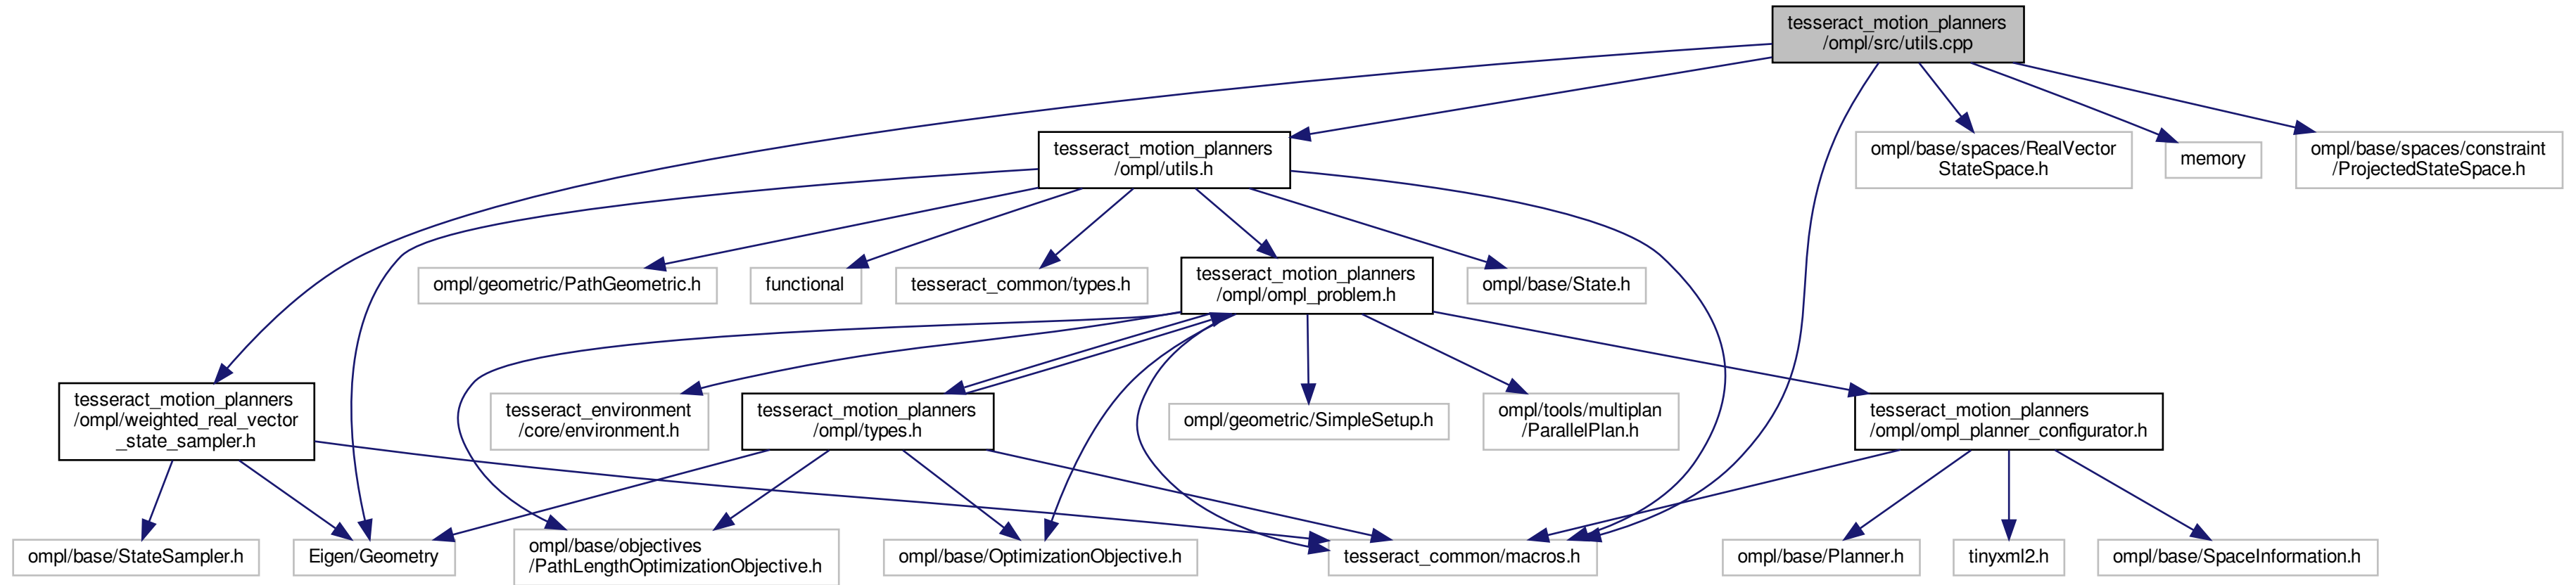 tesseract_motion_planners
/ompl/src/utils.cpp
tesseract_motion_planners
/ompl/utils.h
ompl/base/spaces/RealVector
StateSpace.h
memory
ompl/base/spaces/constraint
/ProjectedStateSpace.h
ompl/geometric/PathGeometric.h
functional
tesseract_common/types.h
tesseract_motion_planners
/ompl/ompl_problem.h
ompl/base/State.h
tesseract_motion_planners
/ompl/weighted_real_vector
_state_sampler.h
tesseract_environment
/core/environment.h
tesseract_motion_planners
/ompl/types.h
ompl/geometric/SimpleSetup.h
ompl/tools/multiplan
/ParallelPlan.h
tesseract_motion_planners
/ompl/ompl_planner_configurator.h
ompl/base/StateSampler.h
Eigen/Geometry
ompl/base/objectives
/PathLengthOptimizationObjective.h
ompl/base/OptimizationObjective.h
tesseract_common/macros.h
ompl/base/Planner.h
tinyxml2.h
ompl/base/SpaceInformation.h